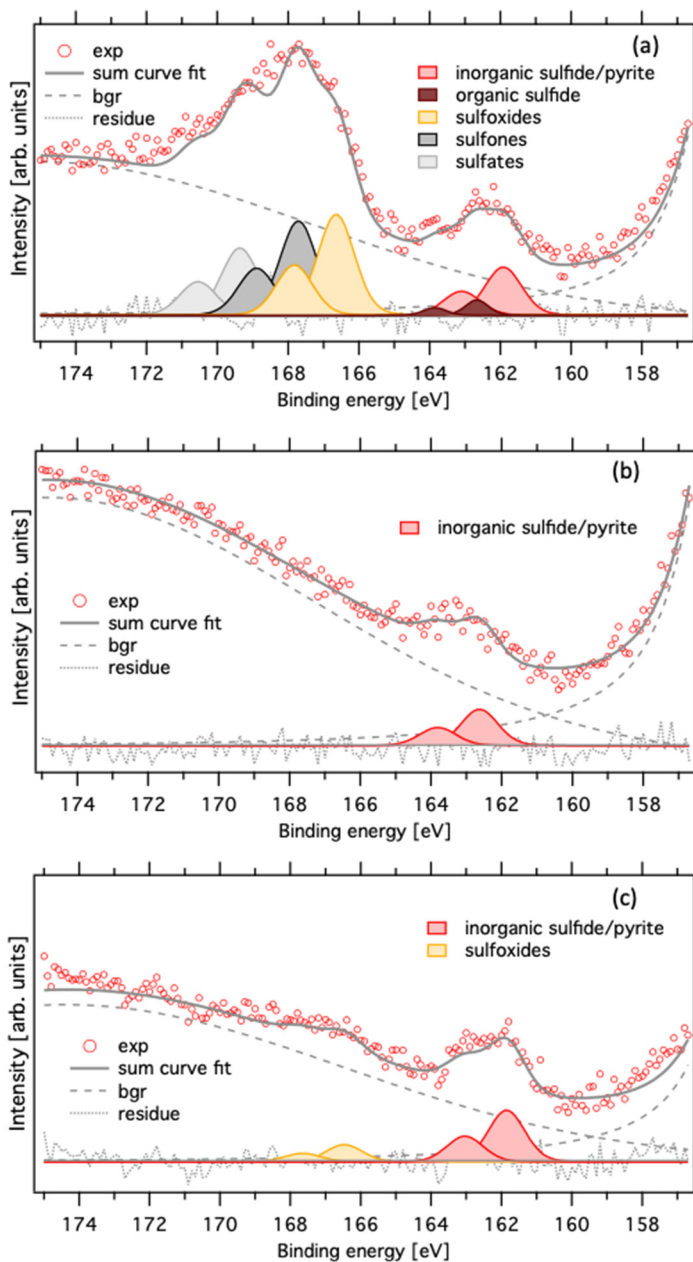 (a)
exp
sum curve fit
bgr
residue
inorganic sulfide/pyrite
organic sulfide
sulfoxides
sulfones
sulfates
Intensity [arb. units]
174 172 170 168 166 164 162 160 158
Binding energy [eV]
(b)
inorganic sulfide/pyrite
exp
sum curve fit
bgr
residue
Intensity [arb. units]
174 172 170 168 166 164 162 160 158
Binding energy [eV]
(c)
inorganic sulfide/pyrite
sulfoxides
exp
sum curve fit
bgr
residue
Intensity [arb. units]
174 172 170 168 166 164 162 160 158
Binding energy [eV]